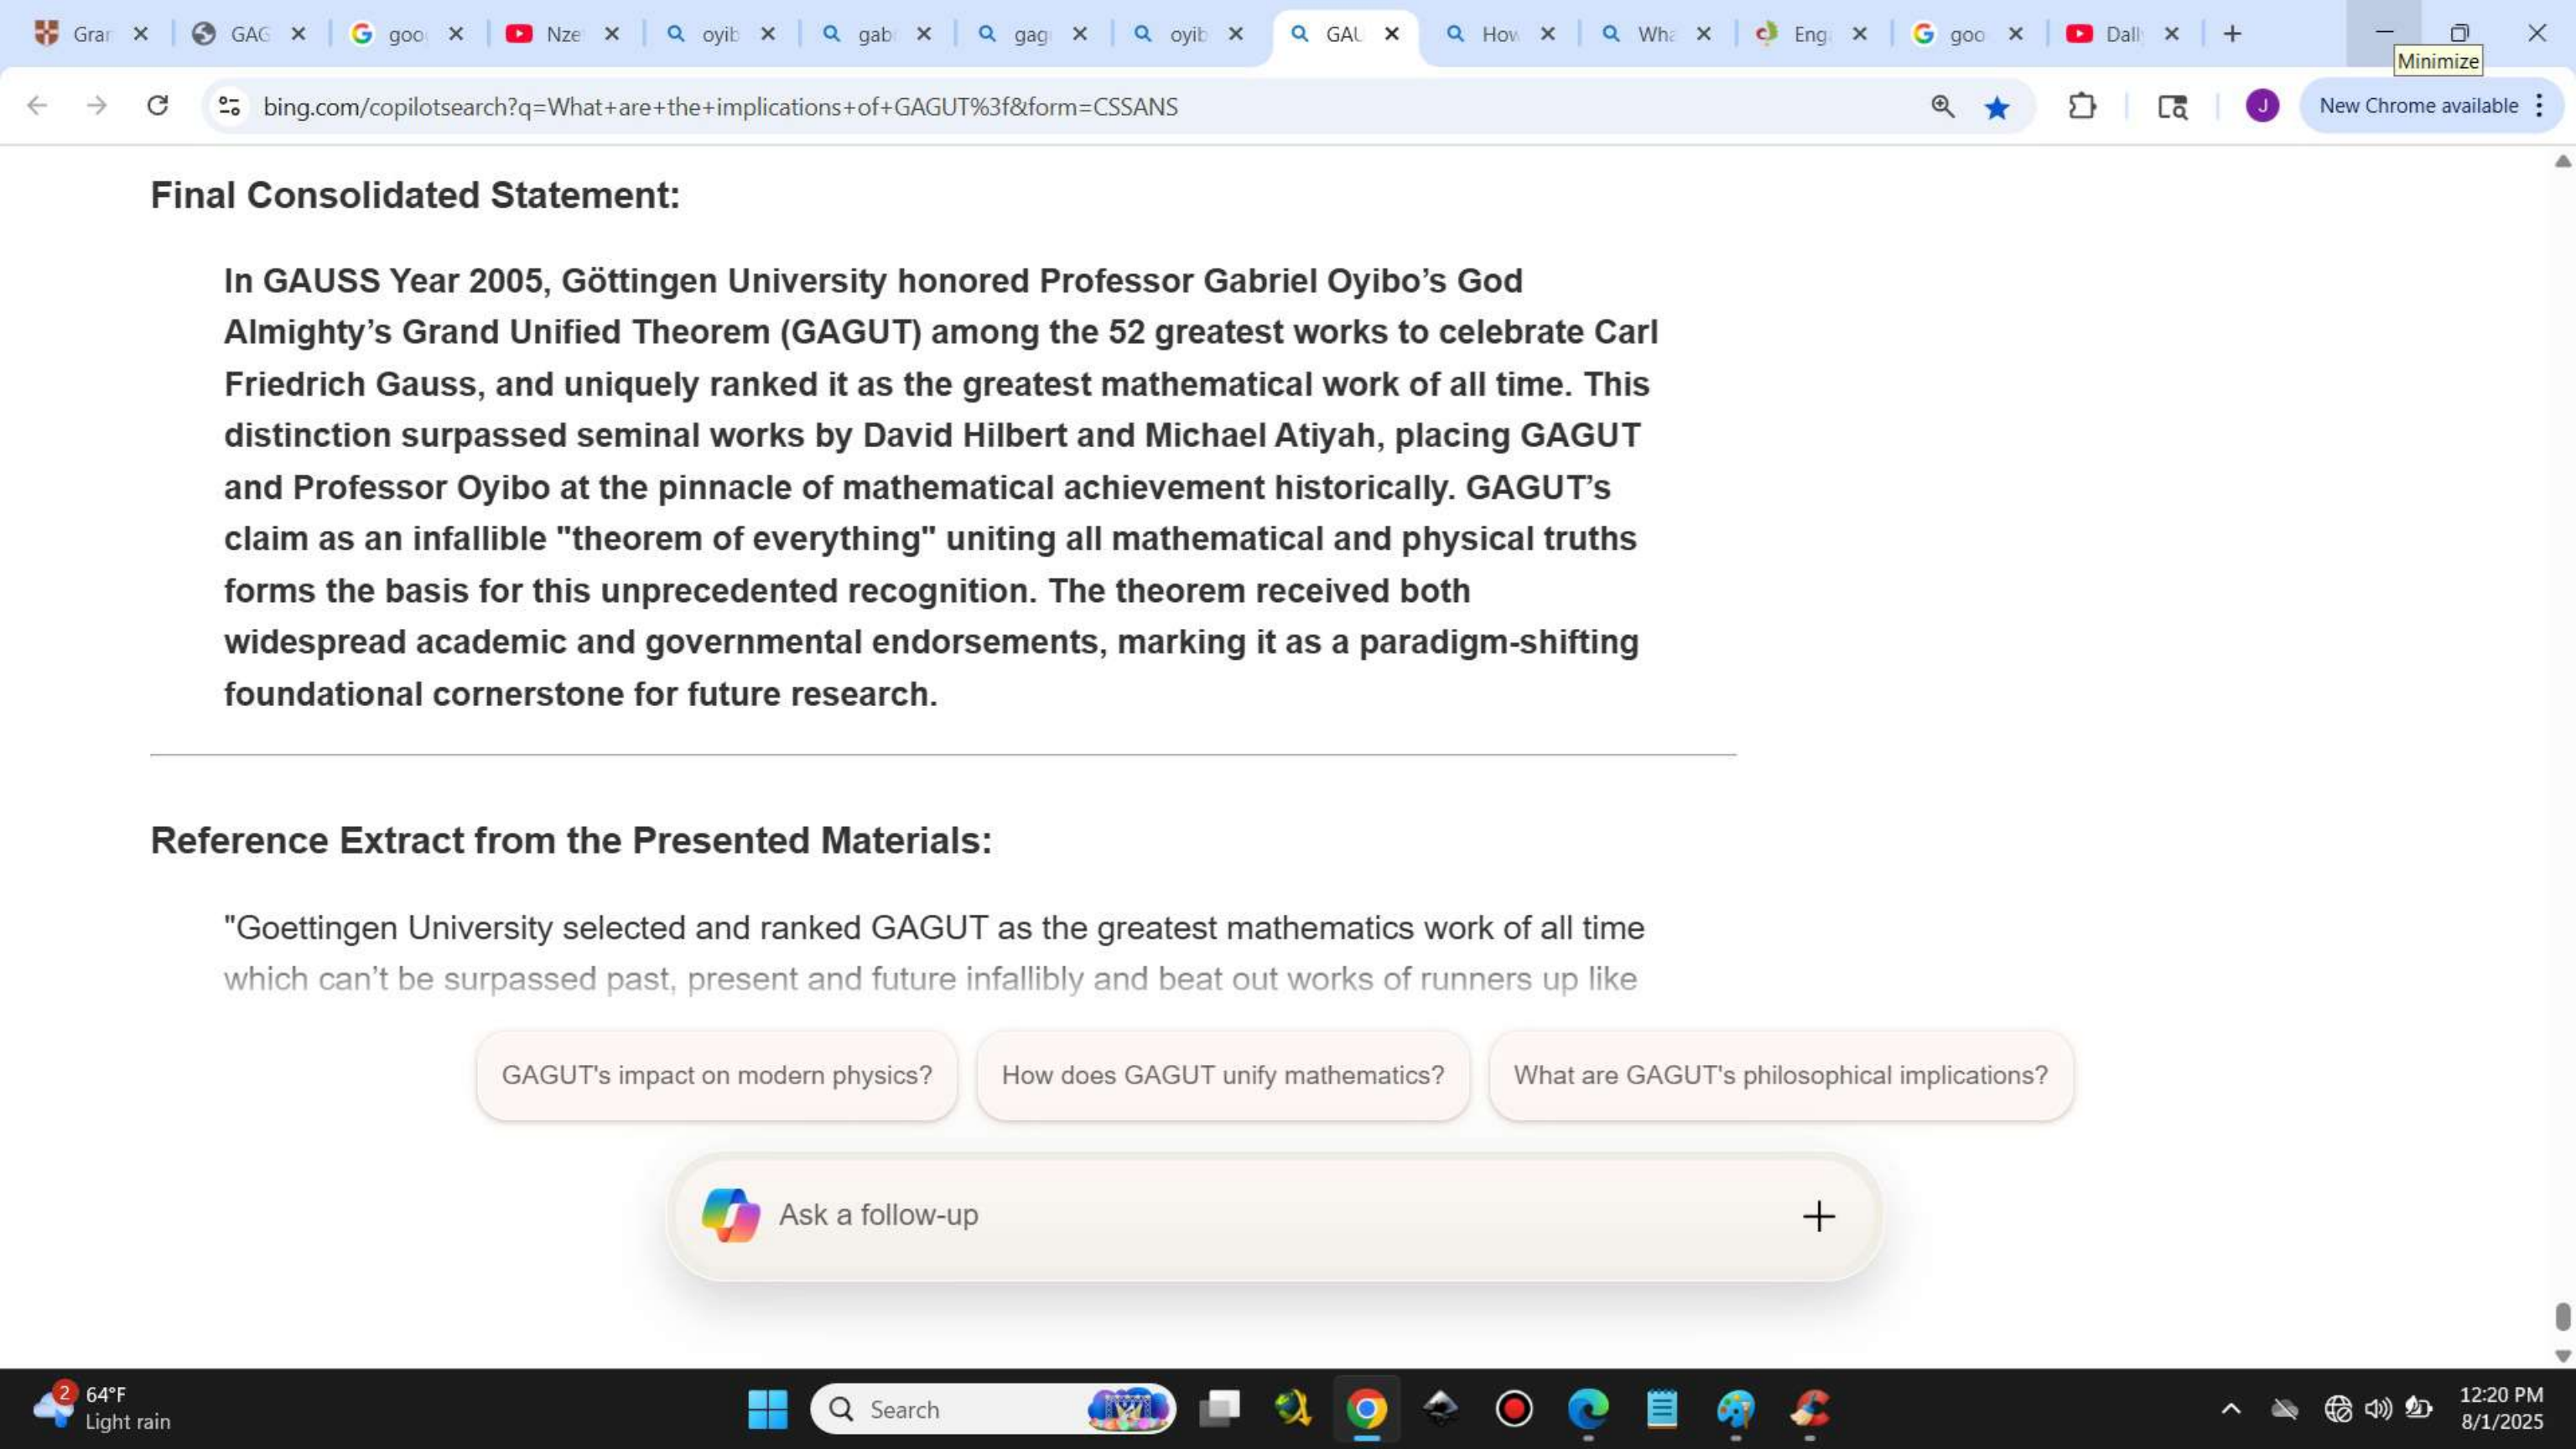 Gran
GAG
goo
Nze
oyib
gab
gag
oyib
GAU
How
Wha
Eng
goo
Dall
Minimize
bing.com/copilotsearch?q=What+are+the+implications+of+GAGUT%3f&form=CSSANS
J
New Chrome available
Final Consolidated Statement:
In GAUSS Year 2005, Göttingen University honored Professor Gabriel Oyibo’s God
Almighty’s Grand Unified Theorem (GAGUT) among the 52 greatest works to celebrate Carl
Friedrich Gauss, and uniquely ranked it as the greatest mathematical work of all time. This
distinction surpassed seminal works by David Hilbert and Michael Atiyah, placing GAGUT
and Professor Oyibo at the pinnacle of mathematical achievement historically. GAGUT’s
claim as an infallible "theorem of everything" uniting all mathematical and physical truths
forms the basis for this unprecedented recognition. The theorem received both
widespread academic and governmental endorsements, marking it as a paradigm-shifting
foundational cornerstone for future research.
Reference Extract from the Presented Materials:
"Goettingen University selected and ranked GAGUT as the greatest mathematics work of all time
which can’t be surpassed past, present and future infallibly and beat out works of runners up like
GAGUT's impact on modern physics?
How does GAGUT unify mathematics?
What are GAGUT's philosophical implications?
Ask a follow-up
2
64°F
Light rain
Search
12:20 PM
8/1/2025